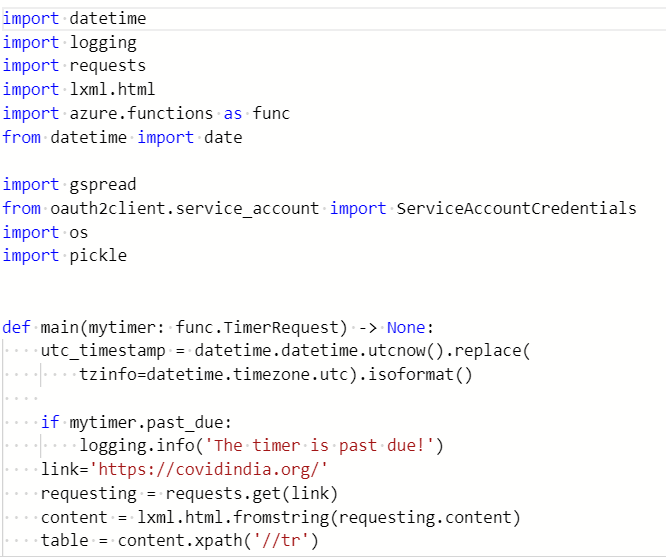 import datetime
import logging
import requests
import lxml.html
import azure.functions as func
from datetime import date

import gspread
from oauth2client.service_account import ServiceAccountCredentials
import os
import pickle


def main(mytimer: func.TimerRequest) -> None:
    utc_timestamp = datetime.datetime.utcnow().replace(
        tzinfo=datetime.timezone.utc).isoformat()

    if mytimer.past_due:
        logging.info('The timer is past due!')
    link='https://covidindia.org/'
    requesting = requests.get(link)
    content = lxml.html.fromstring(requesting.content)
    table = content.xpath('//tr')